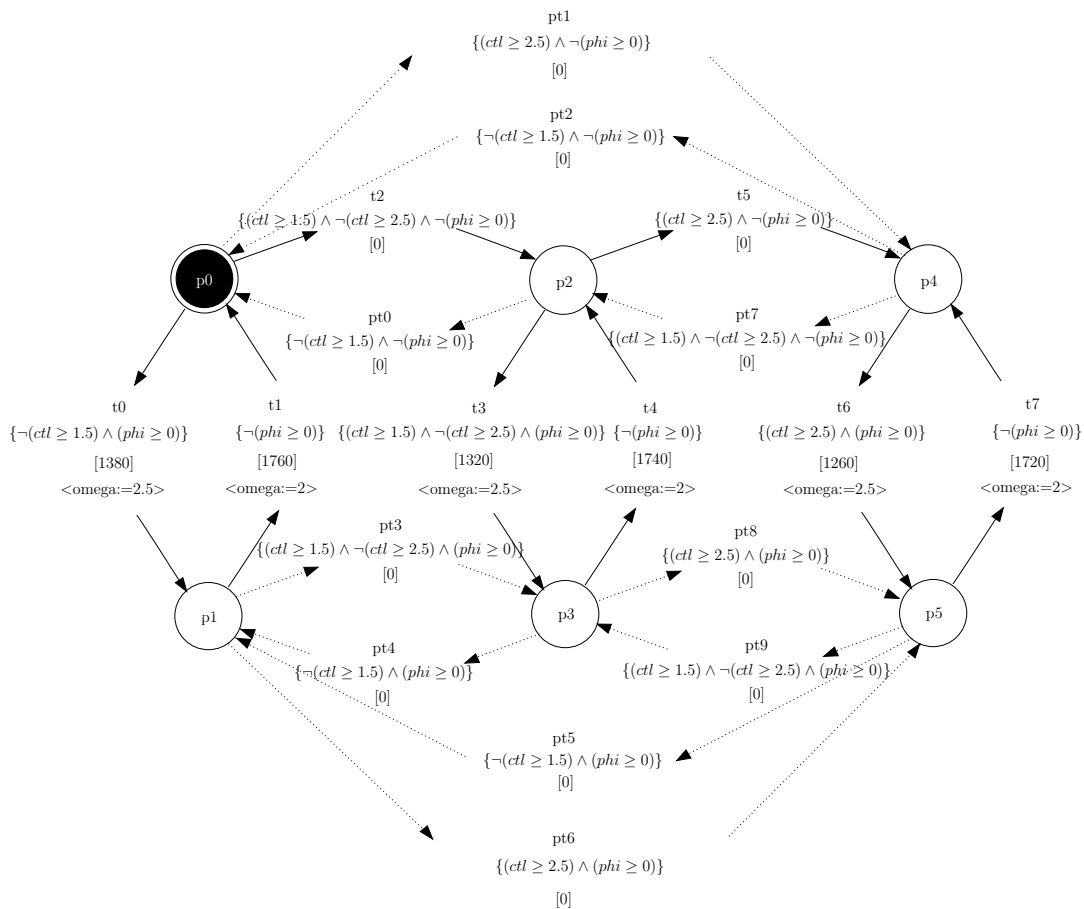 pt1
{(ctl ≥ 2.5) ∧ ¬(phi ≥ 0)}
[0]
pt2
{¬(ctl ≥ 1.5) ∧ ¬(phi ≥ 0)}
[0]
t2
{(ctl ≥ 1.5) ∧ ¬(ctl ≥ 2.5) ∧ ¬(phi ≥ 0)}
[0]
t5
{(ctl ≥ 2.5) ∧ ¬(phi ≥ 0)}
[0]
p0
p2
p4
pt0
{¬(ctl ≥ 1.5) ∧ ¬(phi ≥ 0)}
[0]
pt7
{(ctl ≥ 1.5) ∧ ¬(ctl ≥ 2.5) ∧ ¬(phi ≥ 0)}
[0]
t0
{¬(ctl ≥ 1.5) ∧ (phi ≥ 0)}
[1380]
<omega:=2.5>
t1
{¬(phi ≥ 0)}
[1760]
<omega:=2>
t3
{(ctl ≥ 1.5) ∧ ¬(ctl ≥ 2.5) ∧ (phi ≥ 0)}
[1320]
<omega:=2.5>
t4
{¬(phi ≥ 0)}
[1740]
<omega:=2>
t6
{(ctl ≥ 2.5) ∧ (phi ≥ 0)}
[1260]
<omega:=2.5>
t7
{¬(phi ≥ 0)}
[1720]
<omega:=2>
pt3
{(ctl ≥ 1.5) ∧ ¬(ctl ≥ 2.5) ∧ (phi ≥ 0)}
[0]
pt8
{(ctl ≥ 2.5) ∧ (phi ≥ 0)}
[0]
p1
p3
p5
pt4
{¬(ctl ≥ 1.5) ∧ (phi ≥ 0)}
[0]
pt9
{(ctl ≥ 1.5) ∧ ¬(ctl ≥ 2.5) ∧ (phi ≥ 0)}
[0]
pt5
{¬(ctl ≥ 1.5) ∧ (phi ≥ 0)}
[0]
pt6
{(ctl ≥ 2.5) ∧ (phi ≥ 0)}
[0]